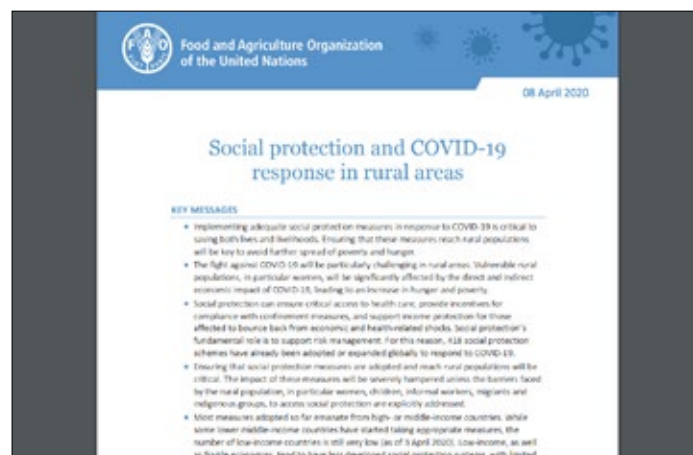 Food and Agriculture Organization
of the United Nations
08 April 2020
Social protection and COVID-19
response in rural areas
KEY MESSAGES
Implementing adequate social protection measures in response to COVID-19 is critical to
saving both lives and livelihoods. Ensuring that these measures reach rural populations
will be key to avoid further spread of poverty and hunger.
The fight against COVID-19 will be particularly challenging in rural areas. Vulnerable rural
populations, in particular women, will be significantly affected by the direct and indirect
economic impact of COVID-19, leading to an increase in hunger and poverty.
Social protection can ensure critical access to health care, provide incentives for
compliance with confinement measures, and support income protection for those
affected to bounce back from economic and health-related shocks. Social protection's
fundamental role is to support risk management. For this reason, 418 social protection
schemes have already been adopted or expanded globally to respond to COVID-19.
Ensuring that social protection measures are adopted and reach rural populations will be
critical. The impact of these measures will be severely hampered unless the barriers faced
by the rural population, in particular women, children, informal workers, migrants and
indigenous groups, to access social protection are explicitly addressed.
Most measures adopted so far emanate from high- or middle-income countries. While
some lower middle-income countries have started taking appropriate measures, the
number of low-income countries is still very low (as of 3 April 2020). Low-income, as well
as fragile economies, tend to have less developed social protection systems, with limited